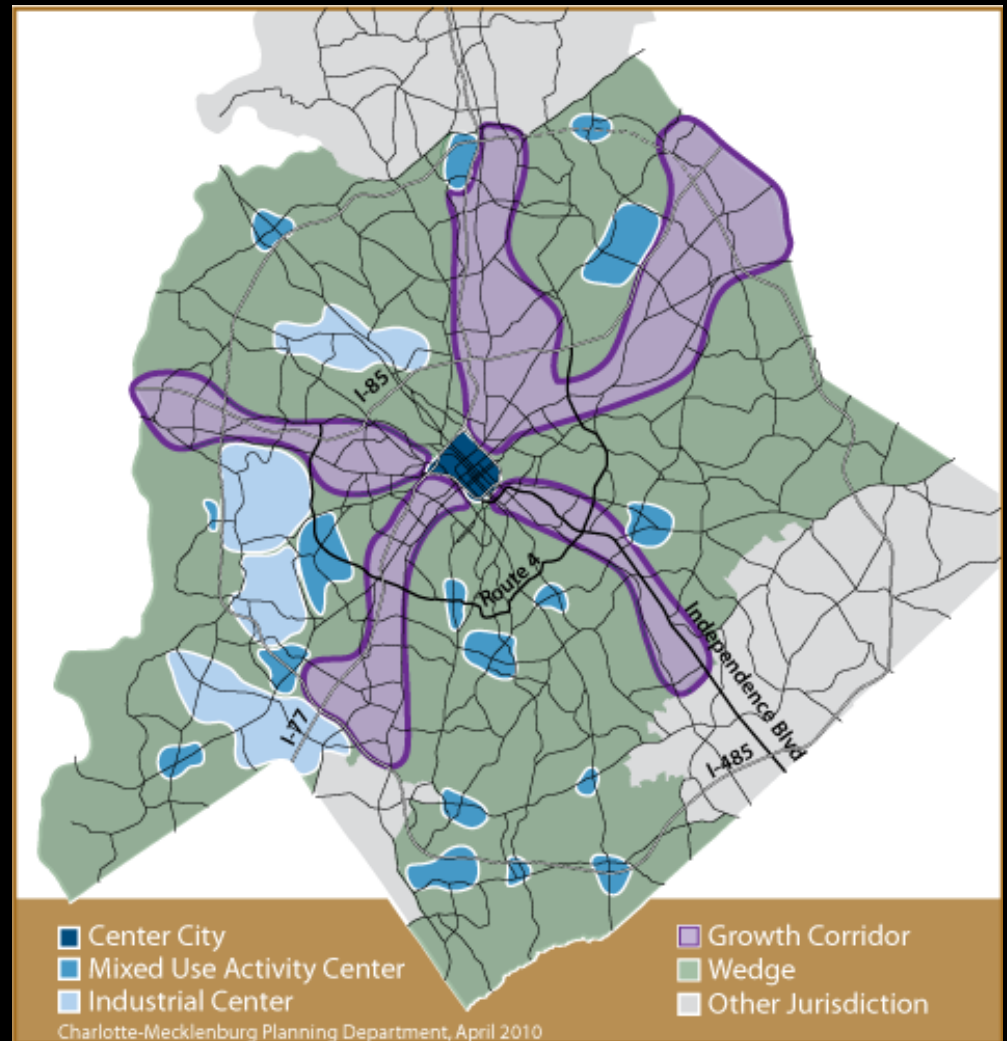 I-85
Route 4
Independence Blvd
I-77
I-485
Center City
Mixed Use Activity Center
Industrial Center
Growth Corridor
Wedge
Other Jurisdiction
Charlotte-Mecklenburg Planning Department, April 2010